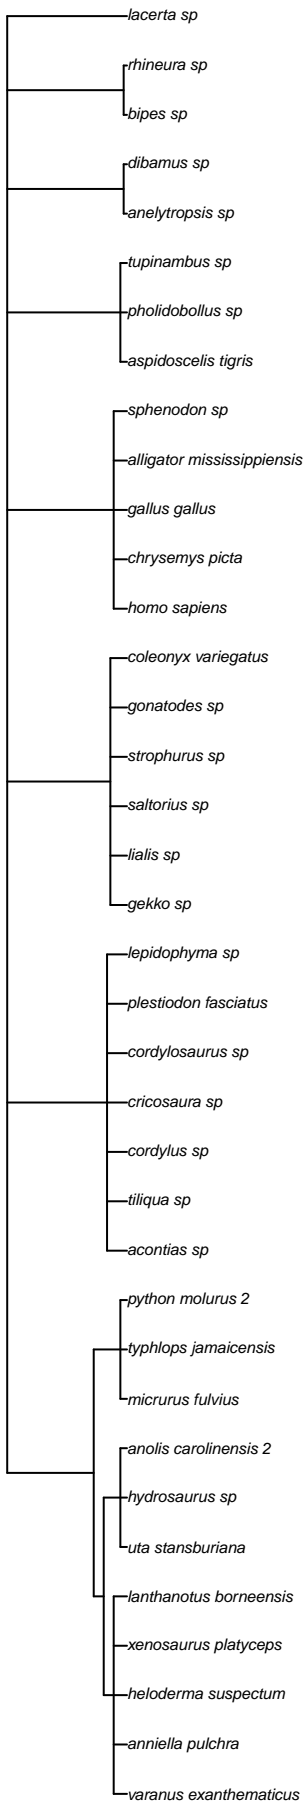 lacerta sp
rhineura sp
bipes sp
dibamus sp
anelytropsis sp
tupinambus sp
pholidobollus sp
aspidoscelis tigris
sphenodon sp
alligator mississippiensis
gallus gallus
chrysemys picta
homo sapiens
coleonyx variegatus
gonatodes sp
strophurus sp
saltorius sp
lialis sp
gekko sp
lepidophyma sp
plestiodon fasciatus
cordylosaurus sp
cricosaura sp
cordylus sp
tiliqua sp
acontias sp
python molurus 2
typhlops jamaicensis
micrurus fulvius
anolis carolinensis 2
hydrosaurus sp
uta stansburiana
lanthanotus borneensis
xenosaurus platyceps
heloderma suspectum
anniella pulchra
varanus exanthematicus